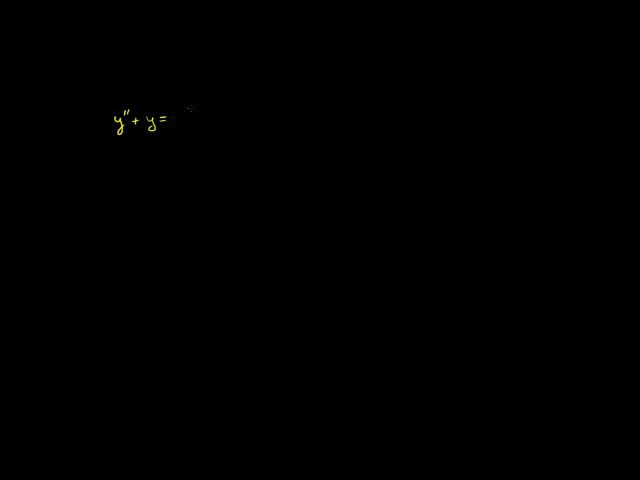 y'' + y =